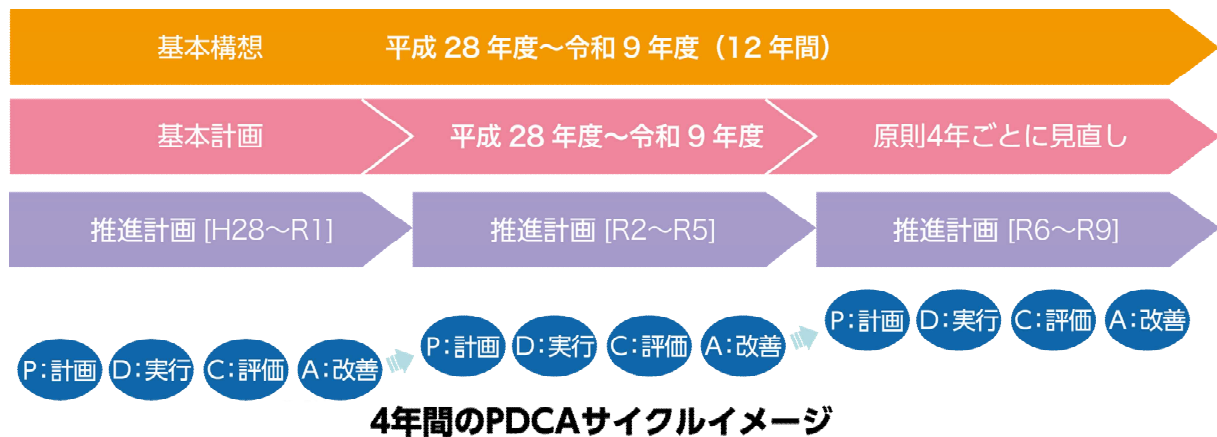 基本構想 平成 28 年度～令和 9 年度（12 年間）
基本計画 平成 28 年度～令和 9 年度 原則4年ごとに見直し
推進計画 [H28～R1] 推進計画 [R2～R5] 推進計画 [R6～R9]
P：計画 D：実行 C：評価 A：改善 P：計画 D：実行 C：評価 A：改善 P：計画 D：実行 C：評価 A：改善
4年間のPDCAサイクルイメージ